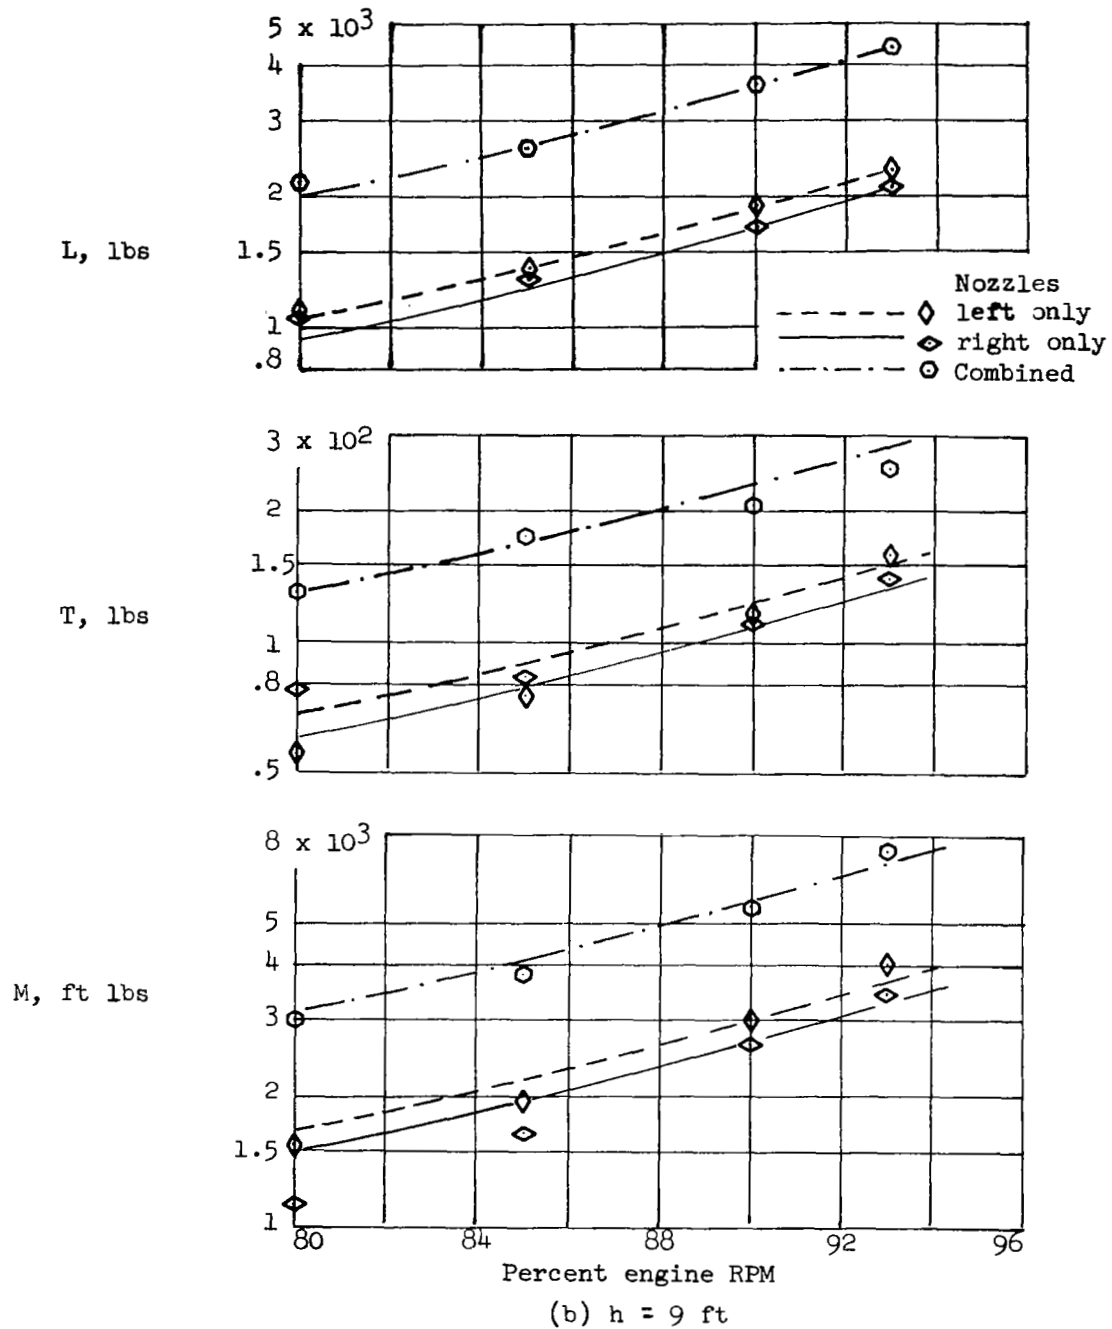 5 x 10³
4
3
2
L, lbs
1.5
1
.8
Nozzles
left only
right only
Combined
3 x 10²
2
1.5
T, lbs
1
.8
.5
8 x 10³
5
4
M, ft lbs
3
2
1.5
1
80 84 88 92 96
Percent engine RPM
(b) h = 9 ft